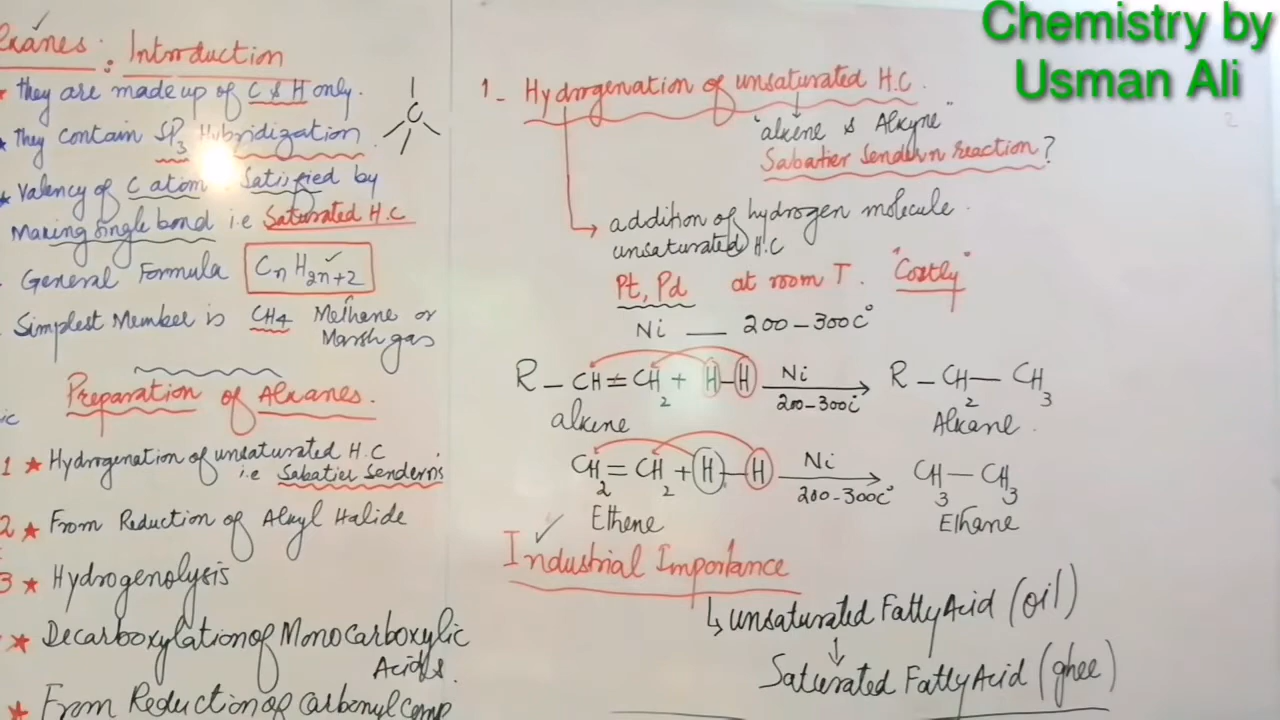 Chemistry by
Usman Ali
lkanes : Introduction
★ they are made up of C & H only.
★ They contain SP3 Hybridization
★ Valency of C atom Satisfied by
Making single bond i.e Saturated H.C
General Formula CnH2n+2
Simplest Member is CH4 Methane or
Marsh gas
C
Preparation of Alkanes.
ic
1 ★ Hydrogenation of unsaturated H.C
i.e Sabatier Senderns
2 ★ From Reduction of Alkyl Halide
3 ★ Hydrogenolysis
★ Decarboxylation of Monocarboxylic
Acids.
★ From Reduction of Carbonyl Comp
1- Hydrogenation of unsaturated H.C.
"alkene & Alkyne"
Sabatier Sendern reaction?
→ addition of hydrogen molecule.
unsaturated H.C
Pt, Pd at room T. "Costly"
Ni — 200-300C°
R - CH = CH2 + H-H Ni 200-300C° → R - CH2 - CH3
alkene Alkane.
CH2 = CH2 + H-H Ni 200-300C° → CH3 - CH3
Ethene Ethane
Industrial Importance
↳ unsaturated Fatty Acid (oil)
↓
Saturated Fatty Acid (ghee)
2